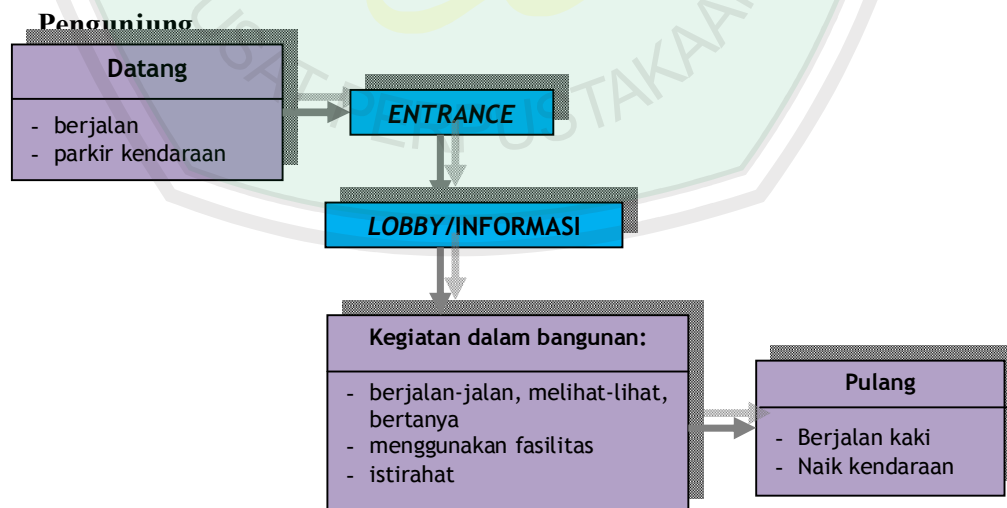 Pengunjung
Datang
- berjalan
- parkir kendaraan
ENTRANCE
LOBBY/INFORMASI
Kegiatan dalam bangunan:
- berjalan-jalan, melihat-lihat,
bertanya
- menggunakan fasilitas
- istirahat
Pulang
- Berjalan kaki
- Naik kendaraan